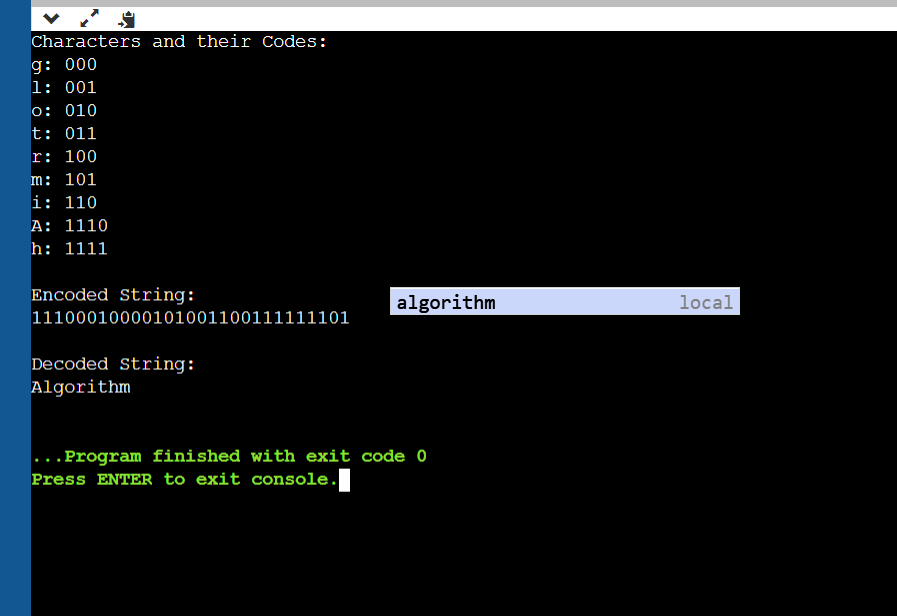 Characters and their Codes:
g: 000
l: 001
o: 010
t: 011
r: 100
m: 101
i: 110
A: 1110
h: 1111
Encoded String:
algorithm local
11100010000101001100111111101
Decoded String:
Algorithm
...Program finished with exit code 0
Press ENTER to exit console.